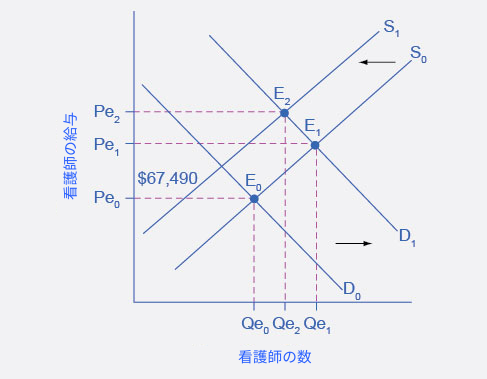 S₁
S₀
E₂
Pe₂
E₁
Pe₁
看護師の給与
$67,490
E₀
Pe₀
D₁
D₀
Qe₀ Qe₂ Qe₁
看護師の数